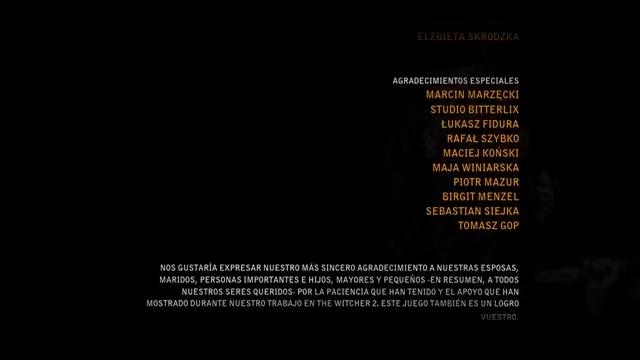 ELZBIETA SKRODZKA
AGRADECIMIENTOS ESPECIALES
MARCIN MARZĘCKI
STUDIO BITTERLIX
ŁUKASZ FIDURA
RAFAŁ SZYBKO
MACIEJ KOŃSKI
MAJA WINIARSKA
PIOTR MAZUR
BIRGIT MENZEL
SEBASTIAN SIEJKA
TOMASZ GOP
NOS GUSTARÍA EXPRESAR NUESTRO MÁS SINCERO AGRADECIMIENTO A NUESTRAS ESPOSAS,
MARIDOS, PERSONAS IMPORTANTES E HIJOS, MAYORES Y PEQUEÑOS -EN RESUMEN, A TODOS
NUESTROS SERES QUERIDOS- POR LA PACIENCIA QUE HAN TENIDO Y EL APOYO QUE HAN
MOSTRADO DURANTE NUESTRO TRABAJO EN THE WITCHER 2. ESTE JUEGO TAMBIÉN ES UN LOGRO
VUESTRO.